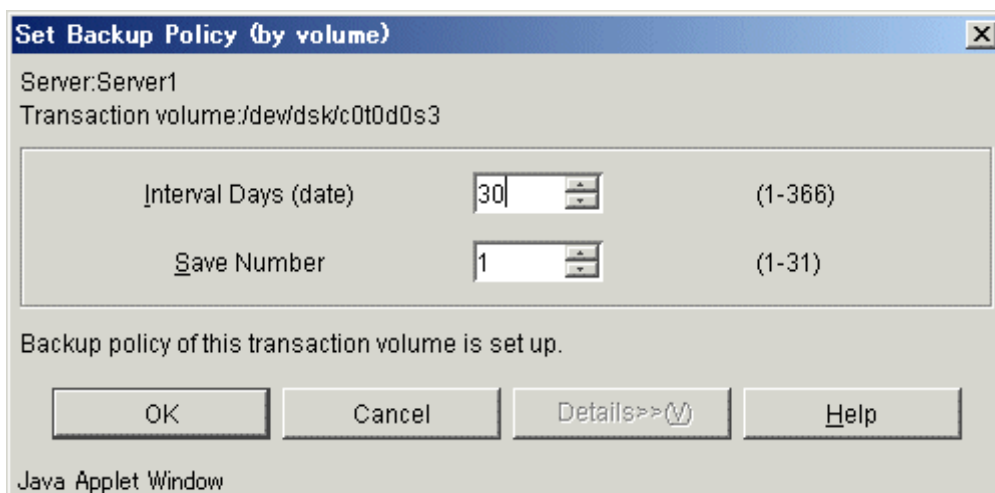 Set Backup Policy (by volume)
Server:Server1
Transaction volume:/dev/dsk/c0t0d0s3
Interval Days (date) 30 (1-366)
Save Number 1 (1-31)
Backup policy of this transaction volume is set up.
OK Cancel Details>>(V) Help
Java Applet Window